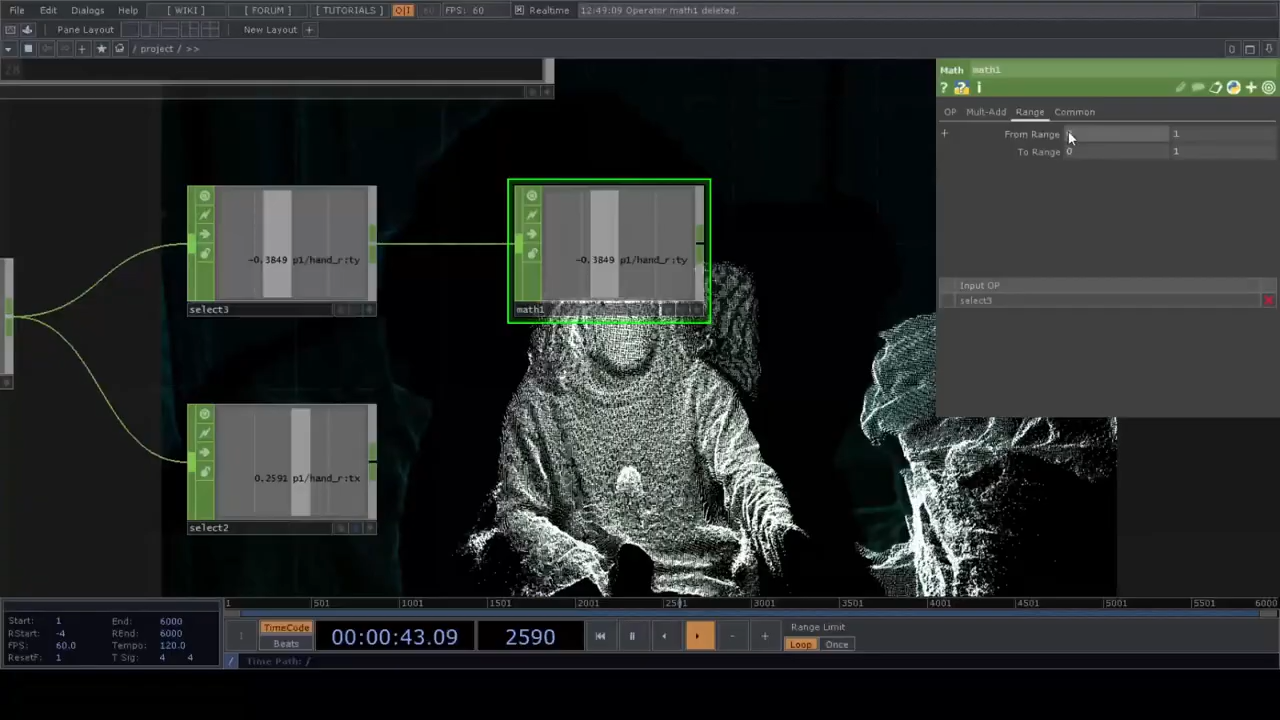 File Edit Dialogs Help [ WIKI ] [ FORUM ] [ TUTORIALS ] O|I 60 FPS: 60 Realtime 12:49:09 Operator math1 deleted.
Pane Layout New Layout +
/ project / >>
28
Math math1
? i
OP Mult-Add Range Common
+ From Range 1
To Range 0 1
Input OP
select3
-0.3849 p1/hand_r:ty
select3
-0.3849 p1/hand_r:ty
math1
0.2591 p1/hand_r:tx
select2
1 501 1001 1501 2001 2501 3001 3501 4001 4501 5001 5501 6000
Start: 1 End: 6000
RStart: -4 REnd: 6000
FPS: 60.0 Tempo: 120.0
ResetF: 1 T Sig: 4 4
TimeCode
Beats
00:00:43.09 2590
Range Limit
Loop Once
/ Time Path: /